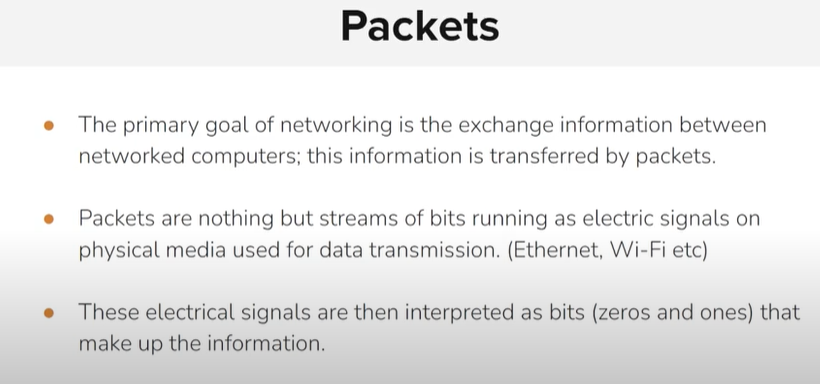 Packets
• The primary goal of networking is the exchange information between
networked computers; this information is transferred by packets.
• Packets are nothing but streams of bits running as electric signals on
physical media used for data transmission. (Ethernet, Wi-Fi etc)
• These electrical signals are then interpreted as bits (zeros and ones) that
make up the information.